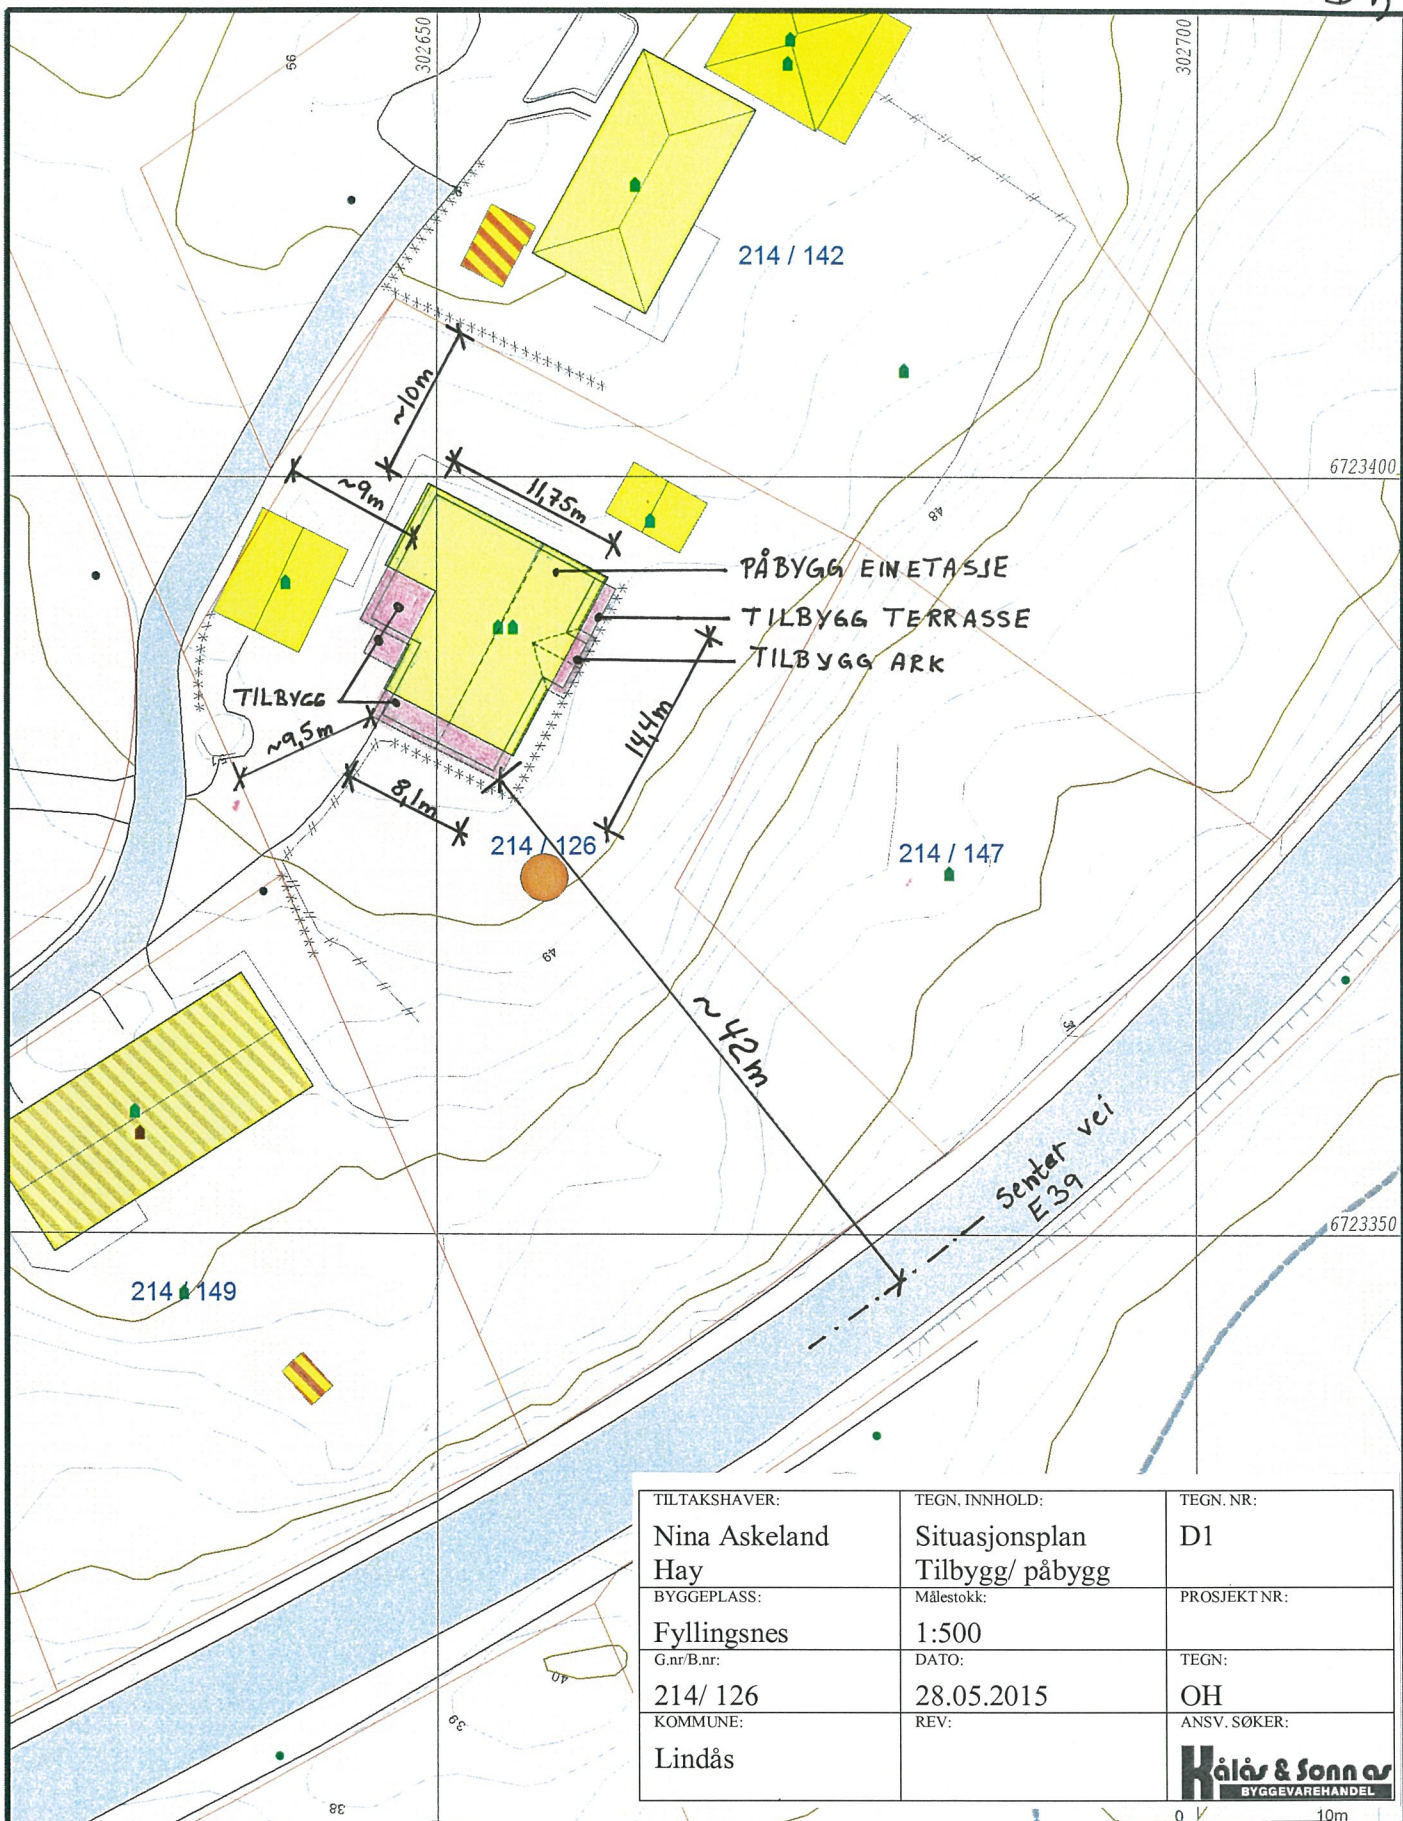 302650
302700
56
214 / 142
~10m
6723400
~9m
11,75m
48
PÅBYGG EIN ETASJE
TILBYGG TERRASSE
TILBYGG ARK
TILBYGG
~9,5m
14,4m
8,1m
214 / 126
214 / 147
49
~42m
Senter vei
E 39
6723350
214 / 149
40
39
38
TILTAKSHAVER:
Nina Askeland
Hay
TEGN. INNHOLD:
Situasjonsplan
Tilbygg/ påbygg
TEGN. NR:
D1
BYGGEPLASS:
Fyllingsnes
Målestokk:
1:500
PROSJEKT NR:
G.nr/B.nr:
214/ 126
DATO:
28.05.2015
TEGN:
OH
KOMMUNE:
Lindås
REV:
ANSV. SØKER:
Kålås & Sonn as
BYGGEVAREHANDEL
0 10m